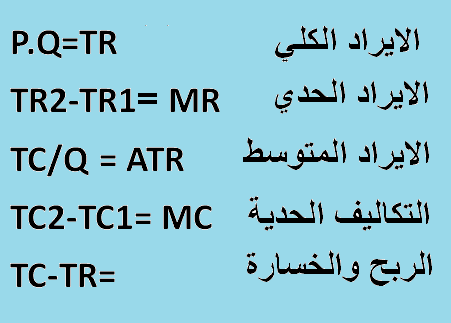 P.Q=TR الايراد الكلي
TR2-TR1= MR الايراد الحدي
TC/Q = ATR الايراد المتوسط
TC2-TC1= MC التكاليف الحدية
TC-TR= الربح والخسارة